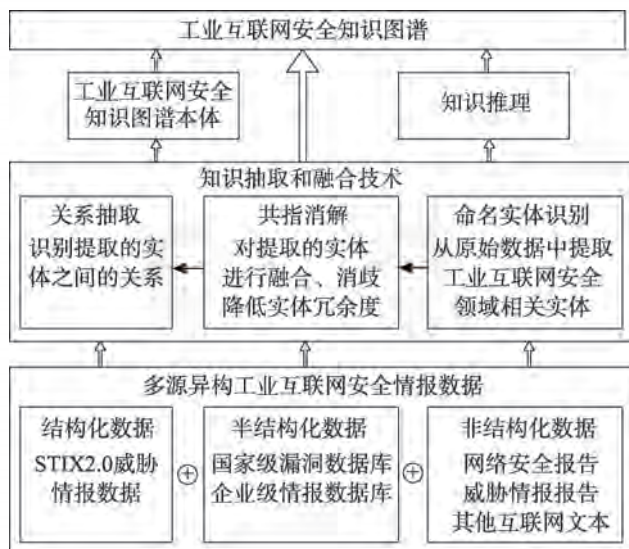 工业互联网安全知识图谱
工业互联网安全
知识图谱本体
知识推理
知识抽取和融合技术
关系抽取
识别提取的实
体之间的关系
共指消解
对提取的实体
进行融合、消歧
降低实体冗余度
命名实体识别
从原始数据中提取
工业互联网安全
领域相关实体
多源异构工业互联网安全情报数据
结构化数据
STIX2.0威胁
情报数据
半结构化数据
国家级漏洞数据库
企业级情报数据库
非结构化数据
网络安全报告
威胁情报报告
其他互联网文本